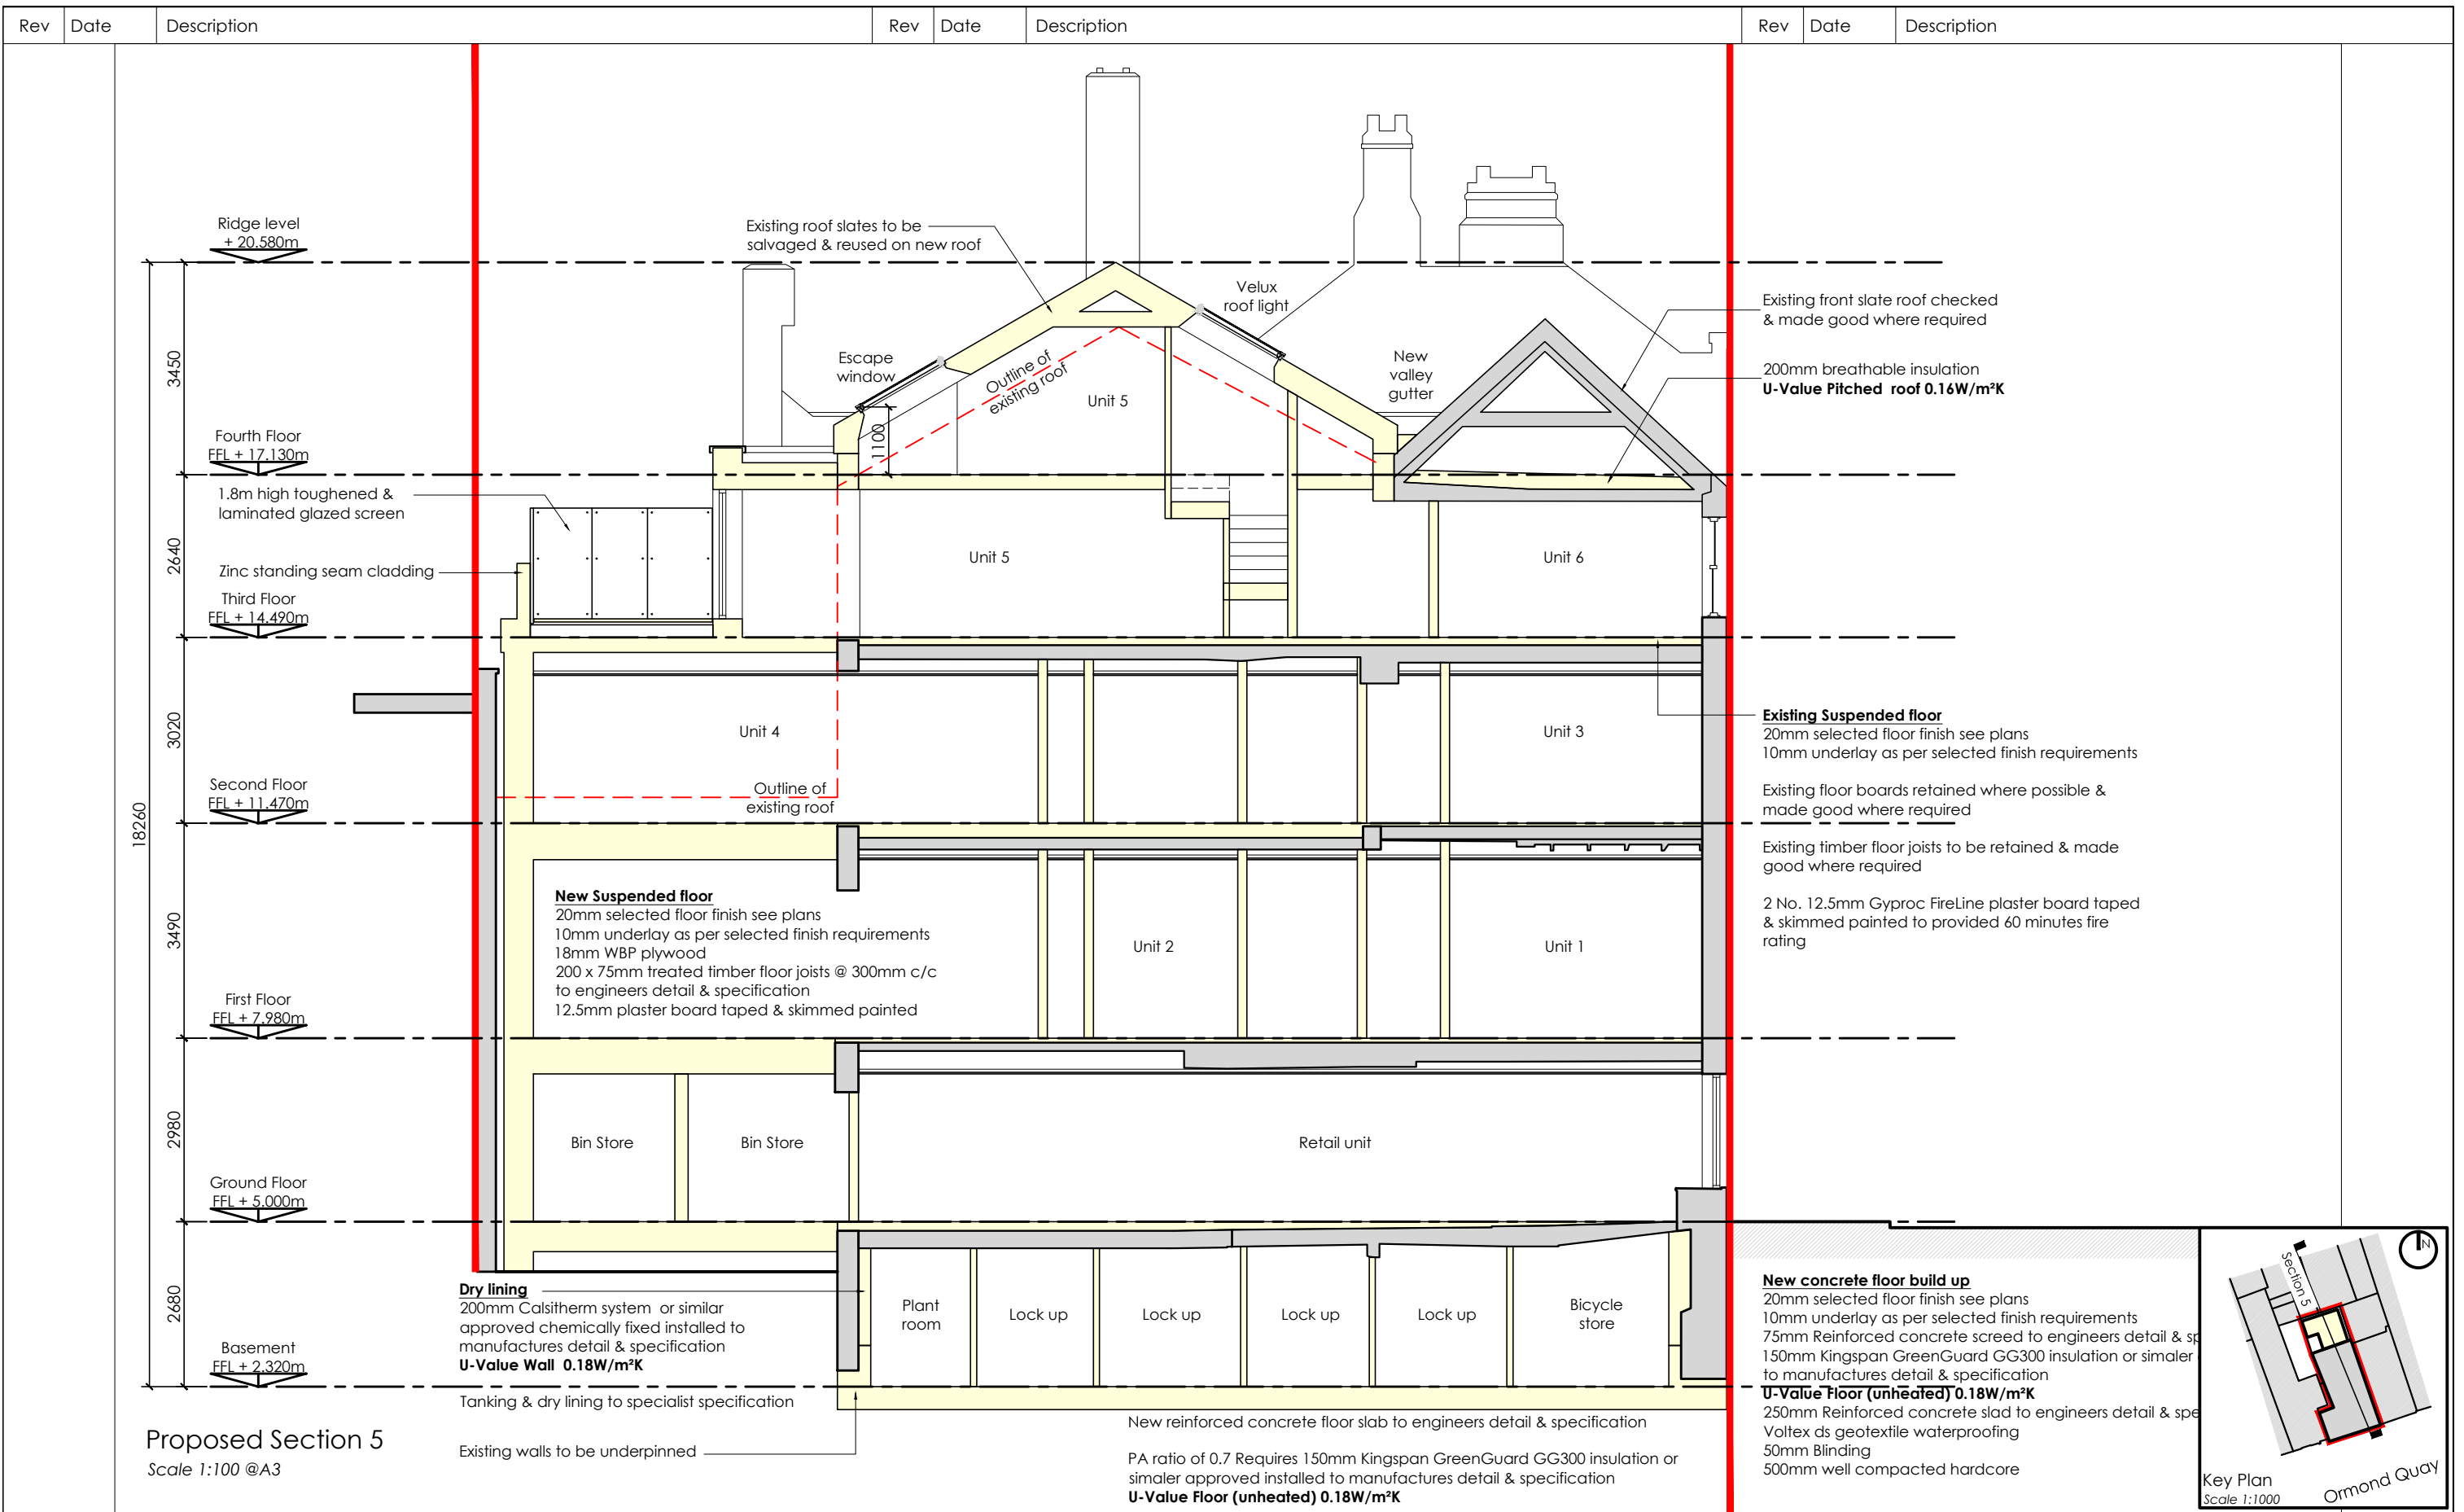 Rev Date Description Rev Date Description Rev Date Description
Ridge level
+ 20.580m
Existing roof slates to be
salvaged & reused on new roof
Velux
roof light
Existing front slate roof checked
& made good where required
3450
Escape
window
Outline of
existing roof
Unit 5
New
valley
gutter
200mm breathable insulation
U-Value Pitched roof 0.16W/m²K
1100
Fourth Floor
FFL + 17.130m
1.8m high toughened &
laminated glazed screen
2640
Unit 5
Unit 6
Zinc standing seam cladding
Third Floor
FFL + 14.490m
3020
Unit 4
Unit 3
Existing Suspended floor
20mm selected floor finish see plans
10mm underlay as per selected finish requirements
Existing floor boards retained where possible &
made good where required
Existing timber floor joists to be retained & made
good where required
2 No. 12.5mm Gyproc FireLine plaster board taped
& skimmed painted to provided 60 minutes fire
rating
Second Floor
FFL + 11.470m
Outline of
existing roof
18260
3490
New Suspended floor
20mm selected floor finish see plans
10mm underlay as per selected finish requirements
18mm WBP plywood
200 x 75mm treated timber floor joists @ 300mm c/c
to engineers detail & specification
12.5mm plaster board taped & skimmed painted
Unit 2
Unit 1
First Floor
FFL + 7.980m
2980
Bin Store
Bin Store
Retail unit
Ground Floor
FFL + 5.000m
2680
Dry lining
200mm Calsitherm system or similar
approved chemically fixed installed to
manufactures detail & specification
U-Value Wall 0.18W/m²K
Tanking & dry lining to specialist specification
Existing walls to be underpinned
Plant
room
Lock up
Lock up
Lock up
Lock up
Bicycle
store
Basement
FFL + 2.320m
New concrete floor build up
20mm selected floor finish see plans
10mm underlay as per selected finish requirements
75mm Reinforced concrete screed to engineers detail & sp
150mm Kingspan GreenGuard GG300 insulation or simaler
to manufactures detail & specification
U-Value Floor (unheated) 0.18W/m²K
250mm Reinforced concrete slad to engineers detail & spe
Voltex ds geotextile waterproofing
50mm Blinding
500mm well compacted hardcore
New reinforced concrete floor slab to engineers detail & specification
PA ratio of 0.7 Requires 150mm Kingspan GreenGuard GG300 insulation or
simaler approved installed to manufactures detail & specification
U-Value Floor (unheated) 0.18W/m²K
Proposed Section 5
Scale 1:100 @A3
N
Section 5
Key Plan
Scale 1:1000
Ormond Quay